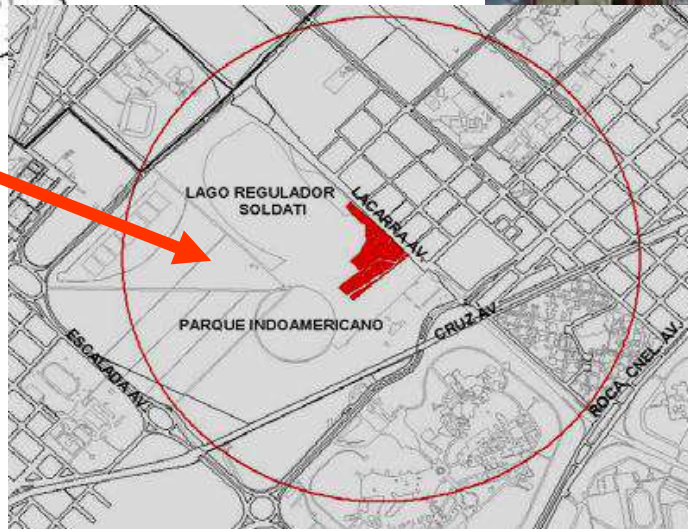 LAGO REGULADOR
SOLDATI
LACARRA AV.
PARQUE INDOAMERICANO
CRUZ AV.
ESCALADA AV.
ROCA, CNEL. AV.